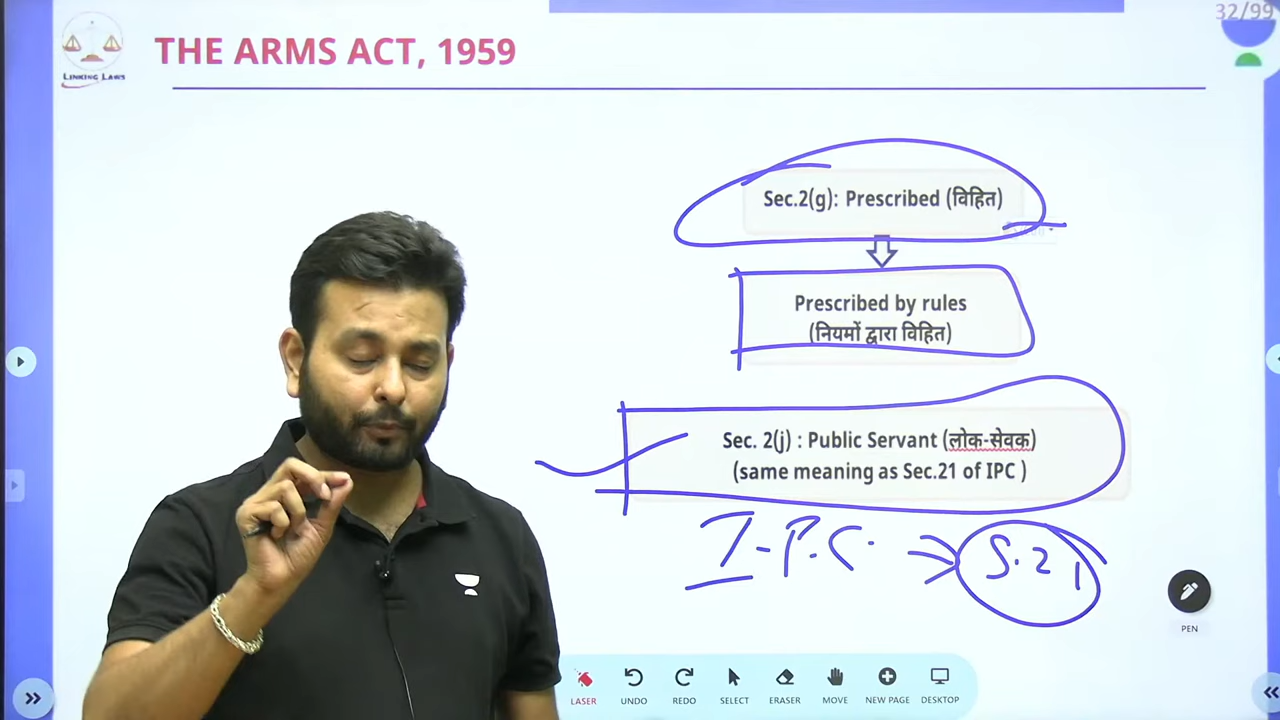 32/99
THE ARMS ACT, 1959
LINKING LAWS
Sec.2(g): Prescribed (विहित)
Prescribed by rules
(नियमों द्वारा विहित)
Sec. 2(j) : Public Servant (लोक-सेवक)
(same meaning as Sec.21 of IPC )
I.P.C. ⇒ S.21
PEN
LASER
UNDO
REDO
SELECT
ERASER
MOVE
NEW PAGE
DESKTOP